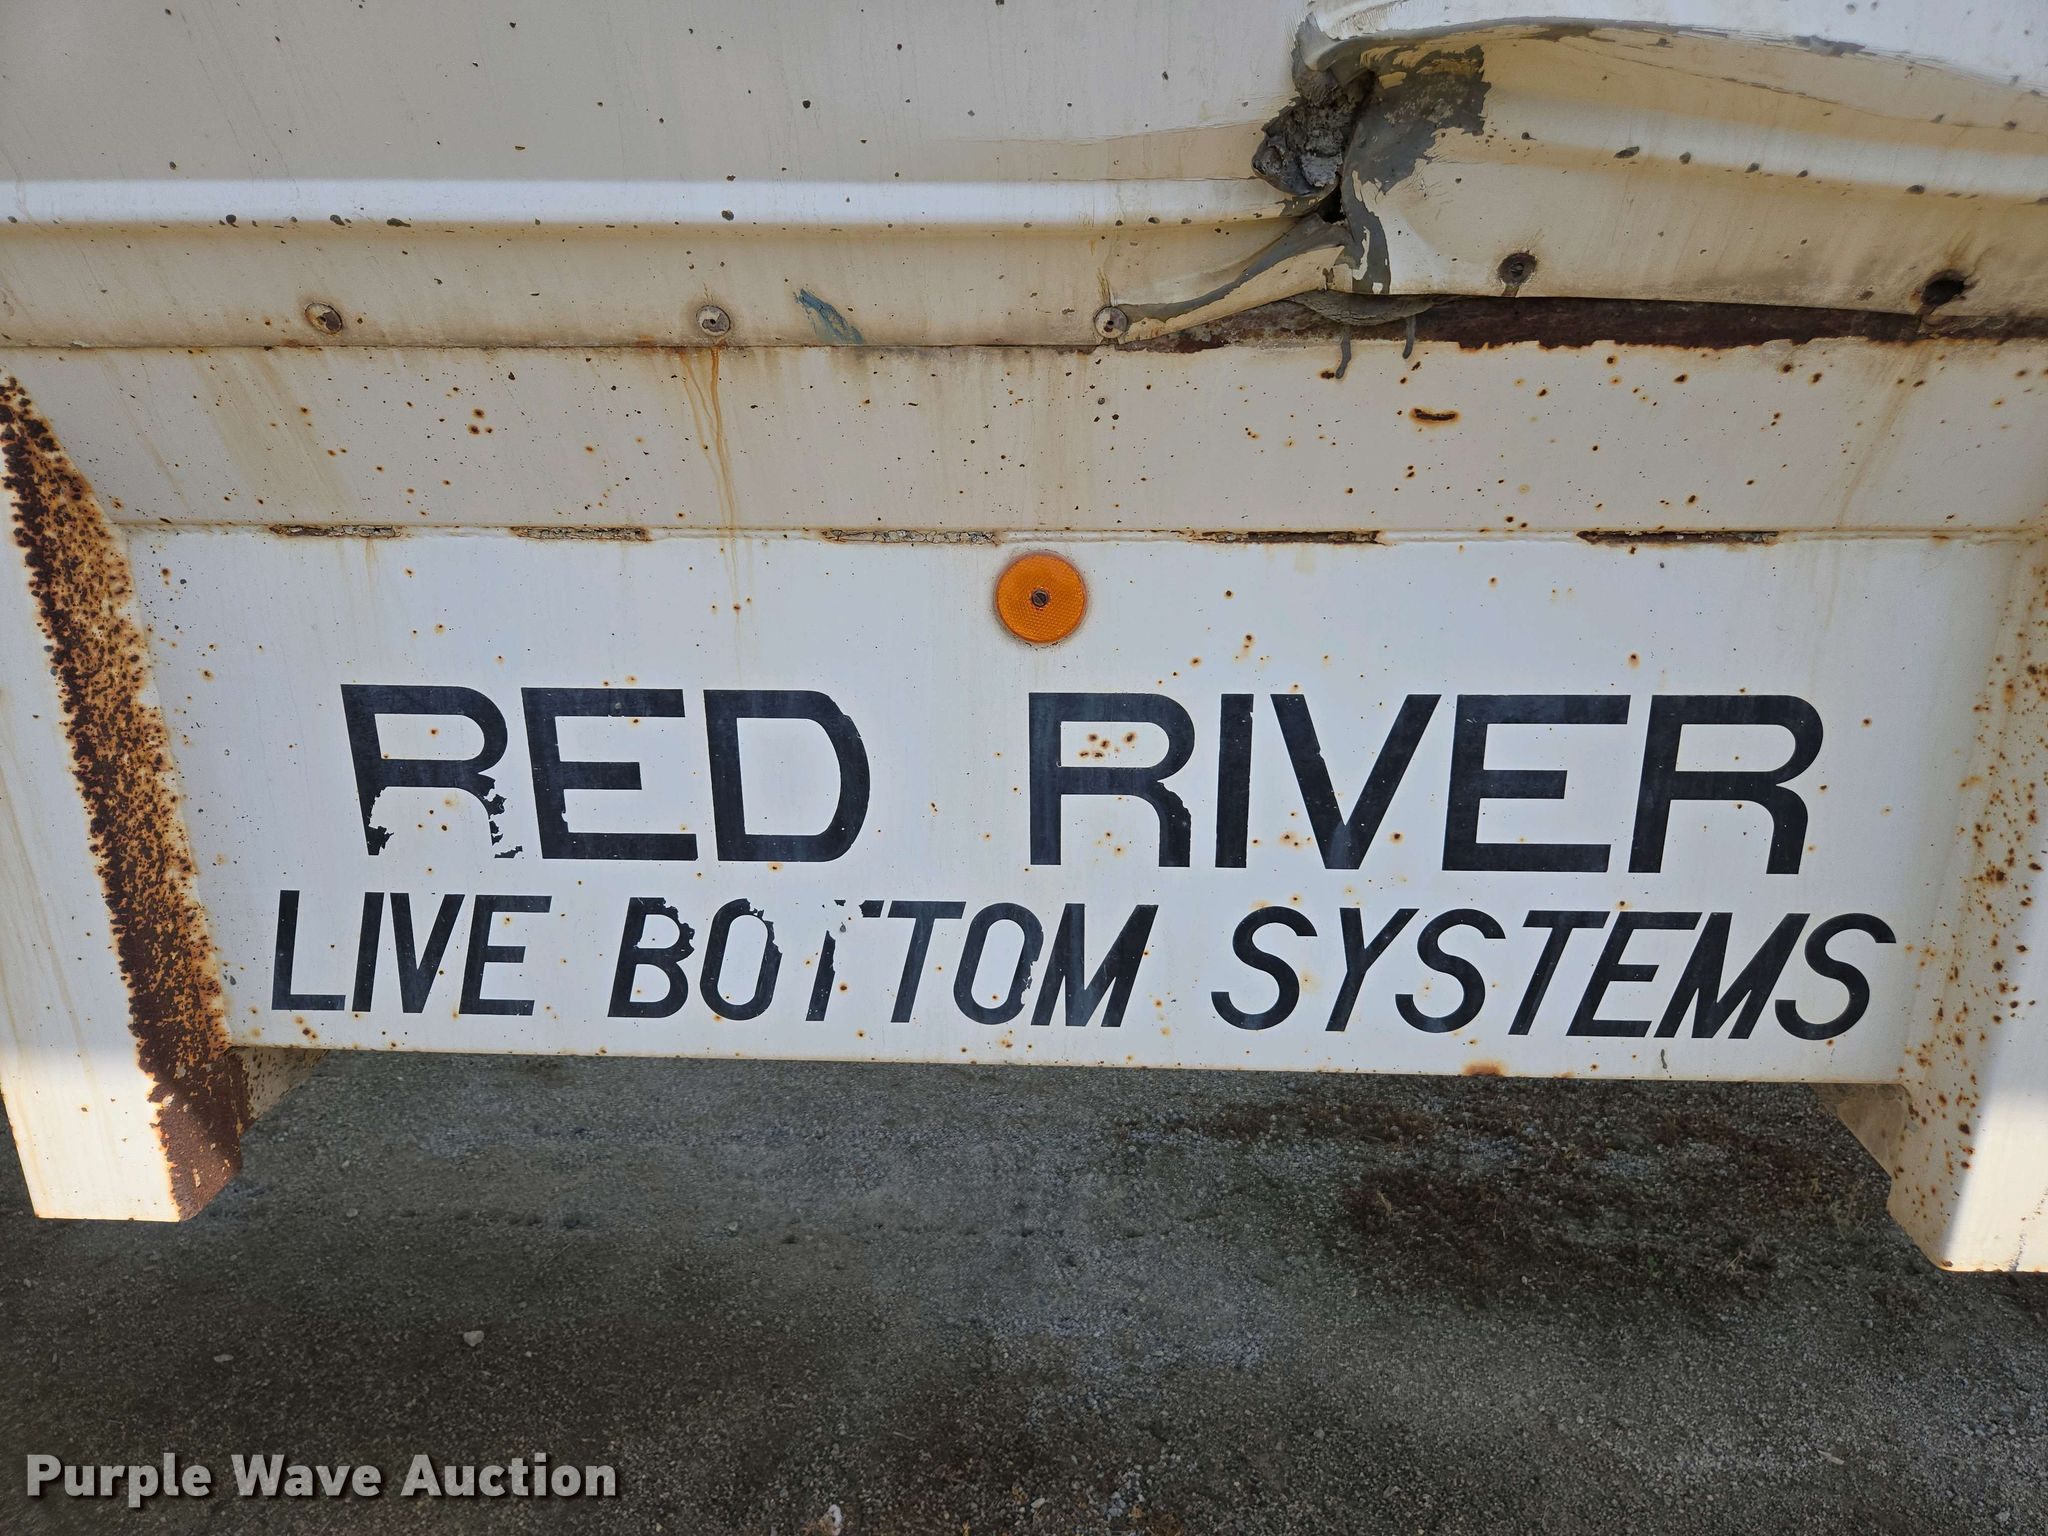 RED RIVER
LIVE BOTTOM SYSTEMS
Purple Wave Auction